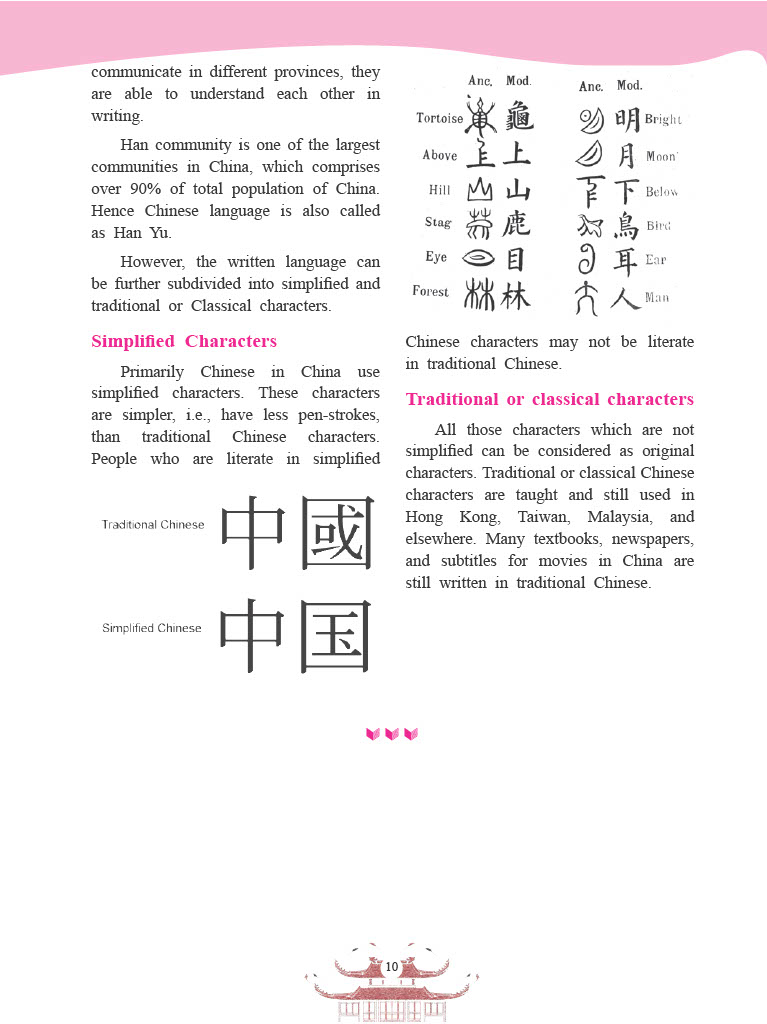 communicate in different provinces, they
are able to understand each other in
writing.
Han community is one of the largest
communities in China, which comprises
over 90% of total population of China.
Hence Chinese language is also called
as Han Yu.
However, the written language can
be further subdivided into simplified and
traditional or Classical characters.
Simplified Characters
Primarily Chinese in China use
simplified characters. These characters
are simpler, i.e., have less pen-strokes,
than traditional Chinese characters.
People who are literate in simplified
Traditional Chinese 中國
Simplified Chinese 中国
Anc. Mod. Anc. Mod.
Tortoise 龜 明 Bright
Above 上 月 Moon
Hill 山 下 Below
Stag 鹿 鳥 Bird
Eye 目 耳 Ear
Forest 林 人 Man
Chinese characters may not be literate
in traditional Chinese.
Traditional or classical characters
All those characters which are not
simplified can be considered as original
characters. Traditional or classical Chinese
characters are taught and still used in
Hong Kong, Taiwan, Malaysia, and
elsewhere. Many textbooks, newspapers,
and subtitles for movies in China are
still written in traditional Chinese.
10